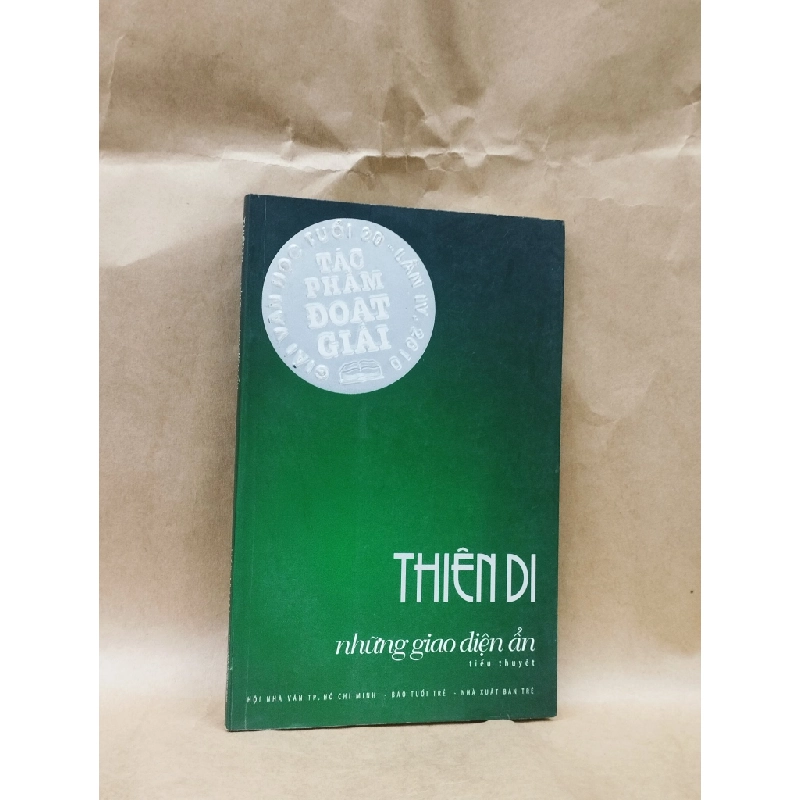 GIẢI VĂN HỌC TUỔI 20 - LẦN IV, 2010
TÁC
PHẨM
ĐOẠT
GIẢI
THIÊN DI
những giao diện ẩn
tiểu thuyết
HỘI NHÀ VĂN TP. HỒ CHÍ MINH - BÁO TUỔI TRẺ - NHÀ XUẤT BẢN TRẺ